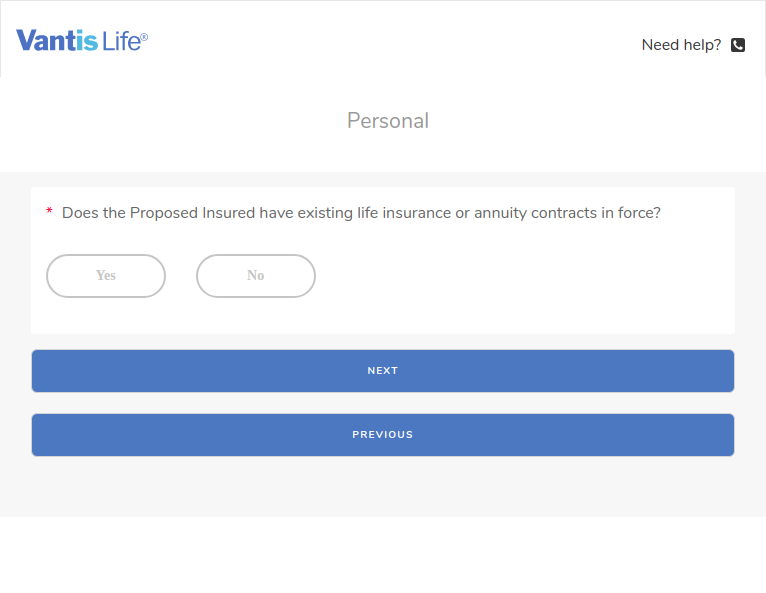 Vantis Life®
Need help?
Personal
* Does the Proposed Insured have existing life insurance or annuity contracts in force?
Yes No
NEXT
PREVIOUS